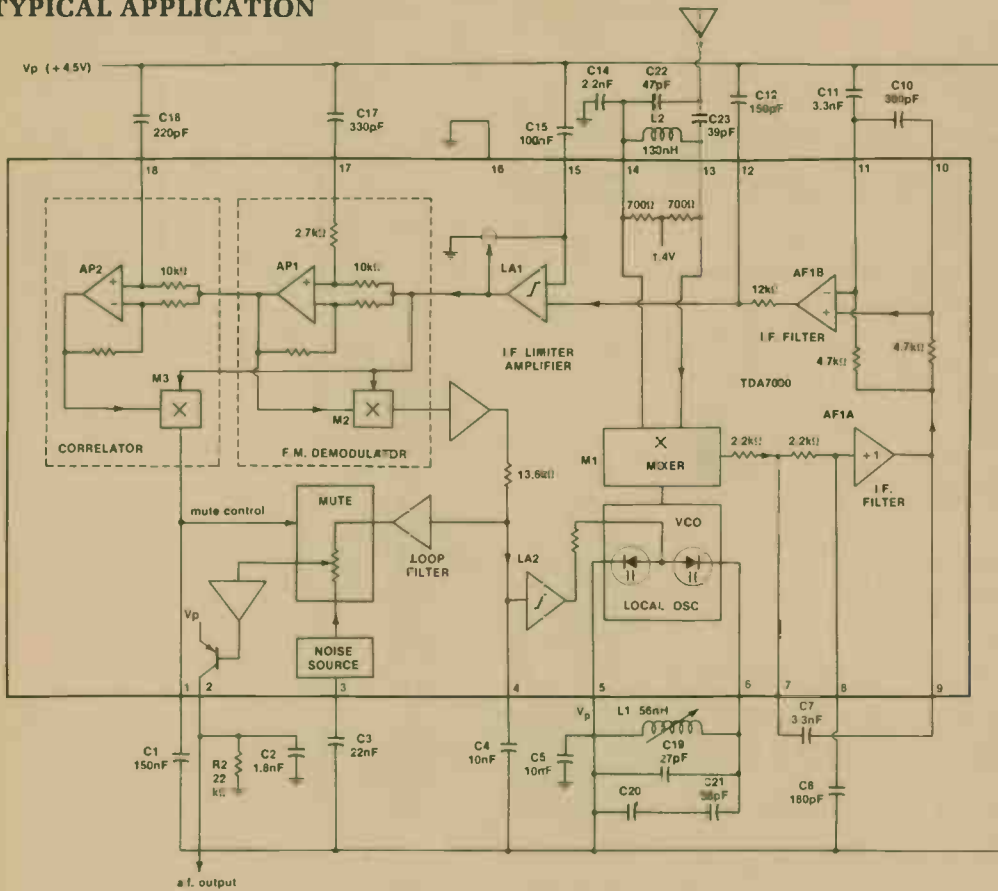 TYPICAL APPLICATION
Vp (+4.5V)
C18
220pF
C17
330pF
C15
100nF
C14
2.2nF
C22
47pF
L2
130nH
C23
39pF
C12
150pF
C11
3.3nF
C10
18
17
16
15
14
13
12
11
10
700Ω
700Ω
1.4V
2.7kΩ
AP2
10kΩ
AP1
10kΩ
LA1
I.F. LIMITER
AMPLIFIER
12kΩ
AF1B
I.F. FILTER
4.7kΩ
4.7kΩ
TDA7000
M3
CORRELATOR
M2
F.M. DEMODULATOR
M1
MIXER
2.2kΩ
2.2kΩ
AF1A
+1
I.F.
FILTER
13.6kΩ
mute control
MUTE
LOOP
FILTER
LA2
VCO
LOCAL OSC
Vp
NOISE
SOURCE
1
2
3
4
5
6
7
8
9
C1
150nF
R2
22
kΩ
C2
1.8nF
C3
22nF
C4
10nF
Vp
C5
10nF
L1 56nH
C19
27pF
C20
C21
C7
3.3nF
C8
180pF
a.f. output